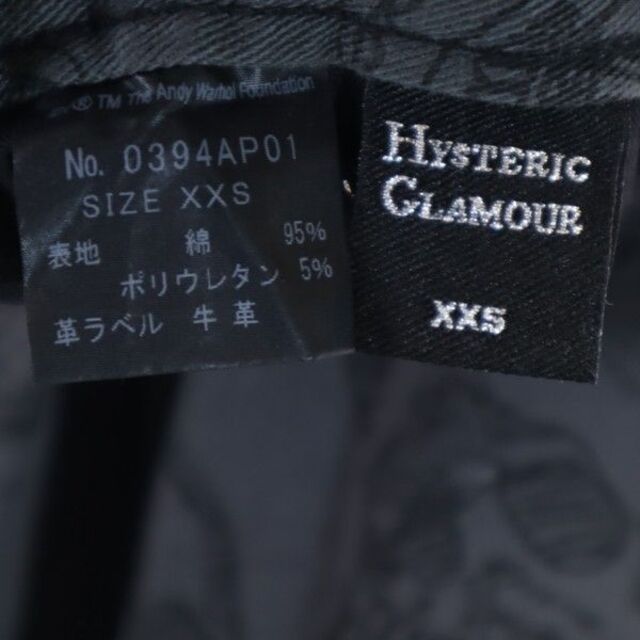 ® TM The Andy Warhol Foundation
No. 0394AP01
SIZE XXS
表地 綿 95%
ポリウレタン 5%
革ラベル 牛革
HYSTERIC
GLAMOUR
XXS